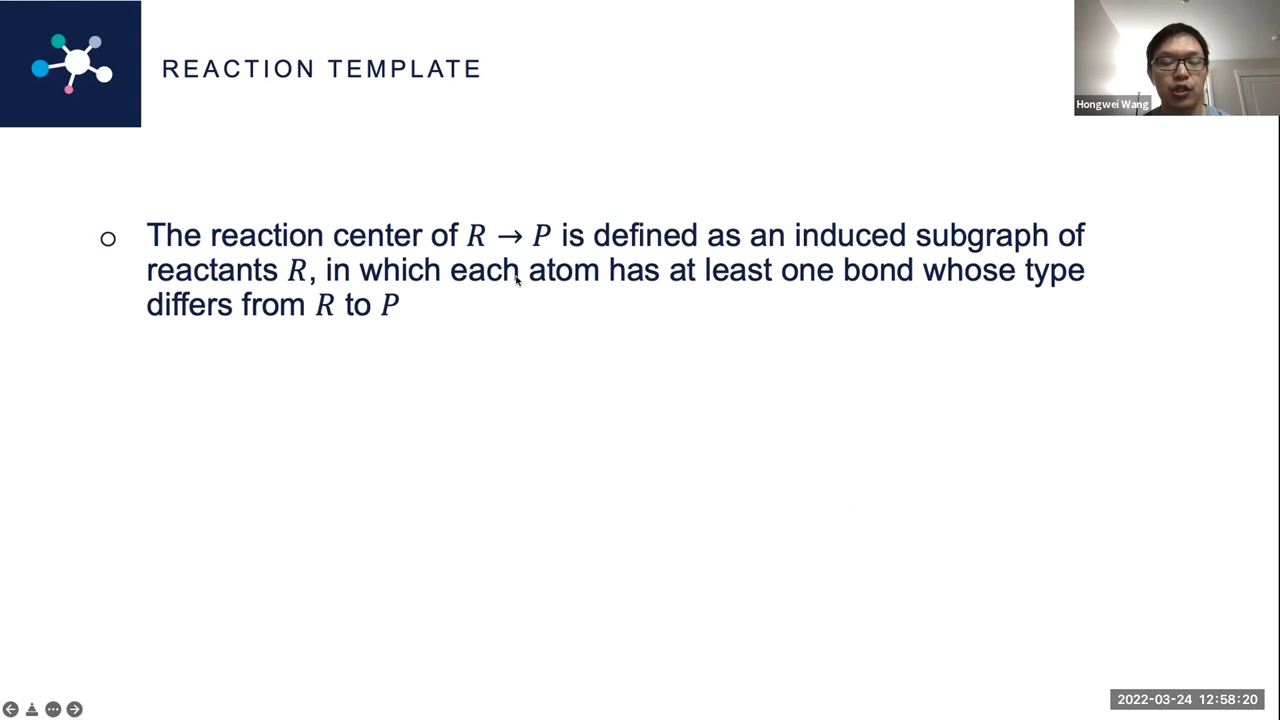 REACTION TEMPLATE
Hongwei Wang
The reaction center of R → P is defined as an induced subgraph of
reactants R, in which each atom has at least one bond whose type
differs from R to P
2022-03-24 12:58:20